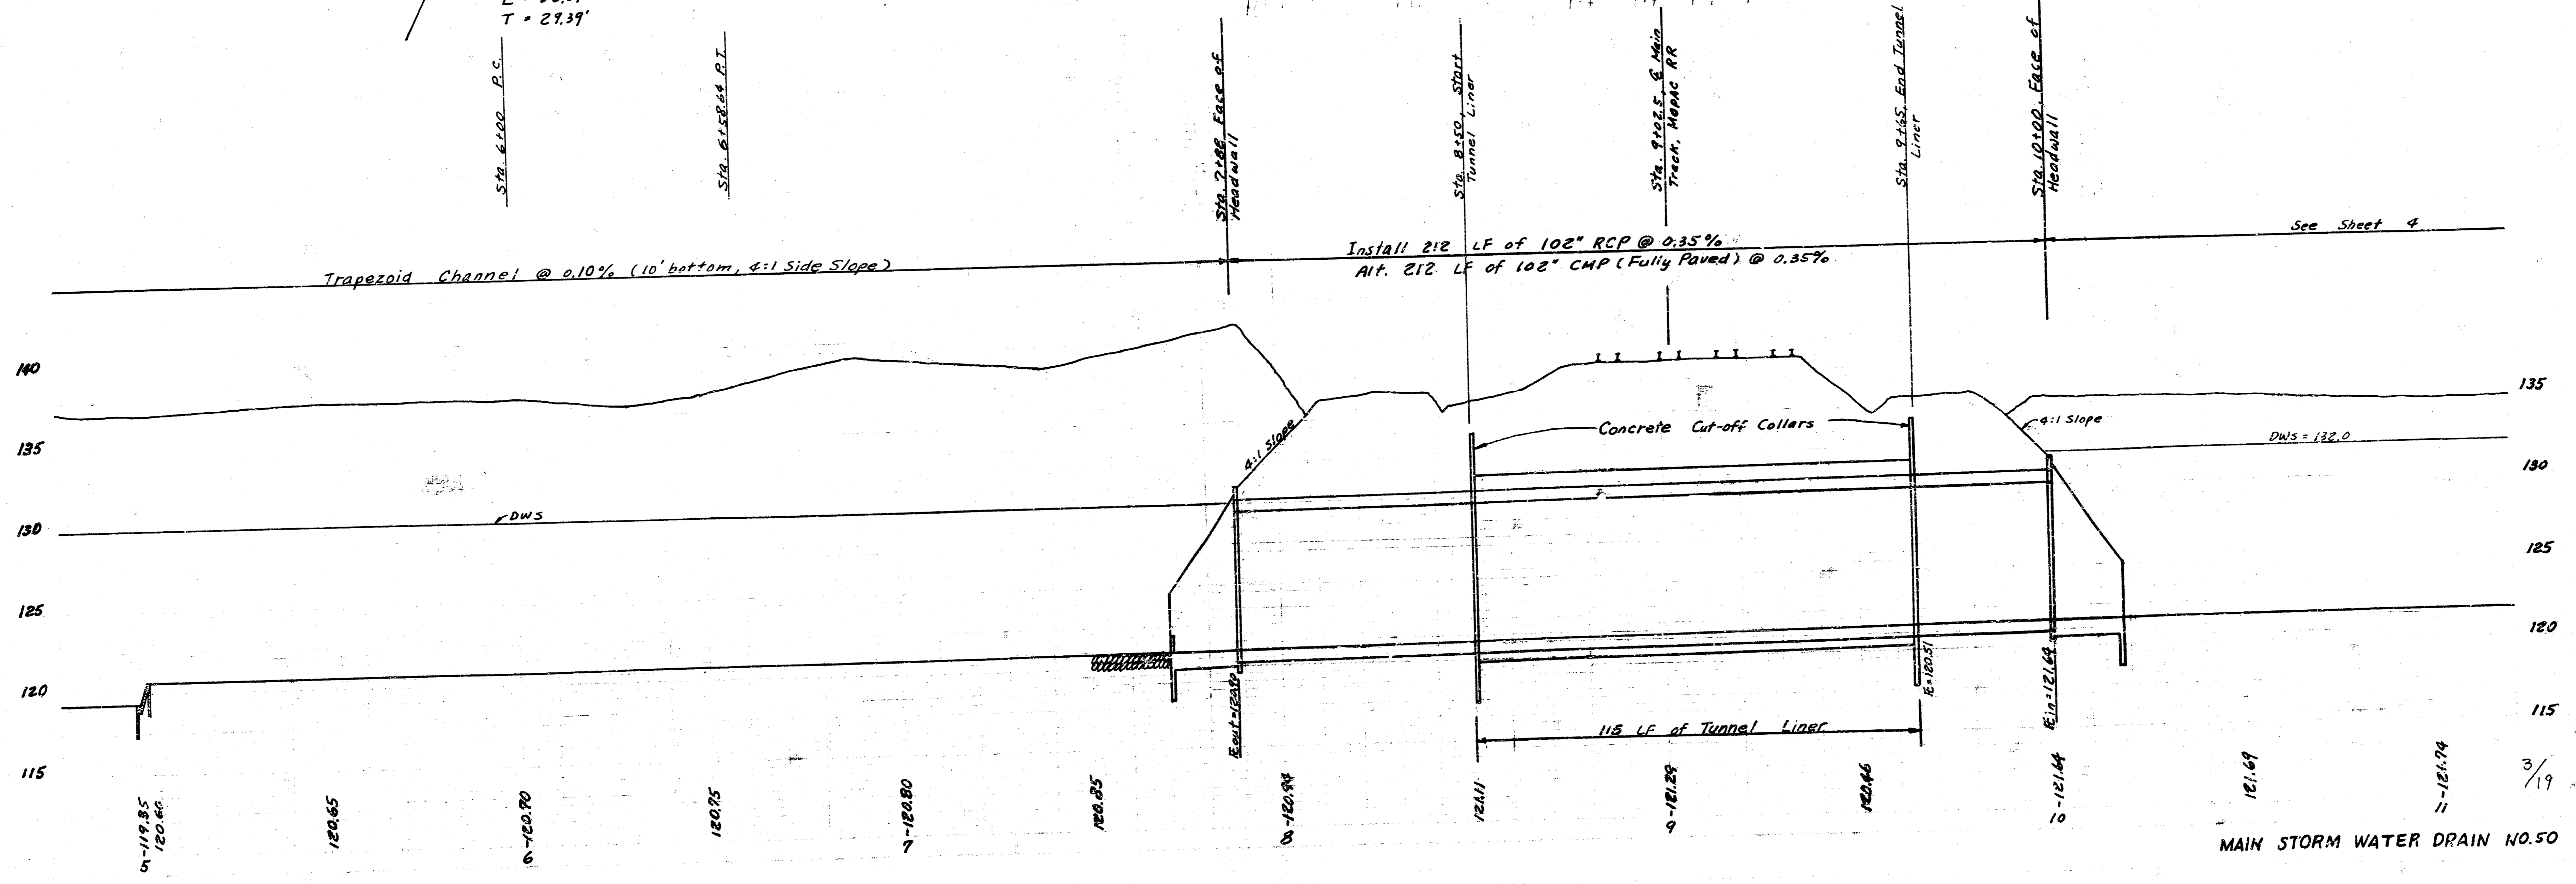 T = 29.39'
Sta. 6+00 P.C.
Sta. 6+58.64 P.T.
Sta. 7+88 Face of
Headwall
Sta. 8+50, Start
Tunnel Liner
Sta. 9+02.5, ℄ Main
Track, MOPAC RR
Sta. 9+65, End Tunnel
Liner
Sta. 10+00, Face of
Headwall
Trapezoid Channel @ 0.10% (10' bottom, 4:1 Side Slope)
Install 212 LF of 102" RCP @ 0.35%
Alt. 212 LF of 102" CMP (Fully Paved) @ 0.35%
See Sheet 4
140
135
130
125
120
115
DWS
4:1 Slope
Concrete Cut-off Collars
4:1 Slope
DWS = 132.0
135
130
125
120
115
115 LF of Tunnel Liner
FE=120.51
FEin=121.64
5-119.35
120.60
120.65
6-120.70
120.75
7-120.80
120.85
8-120.94
121.11
9-121.29
120.46
10-121.64
121.69
11-121.74
3/19
MAIN STORM WATER DRAIN NO.50